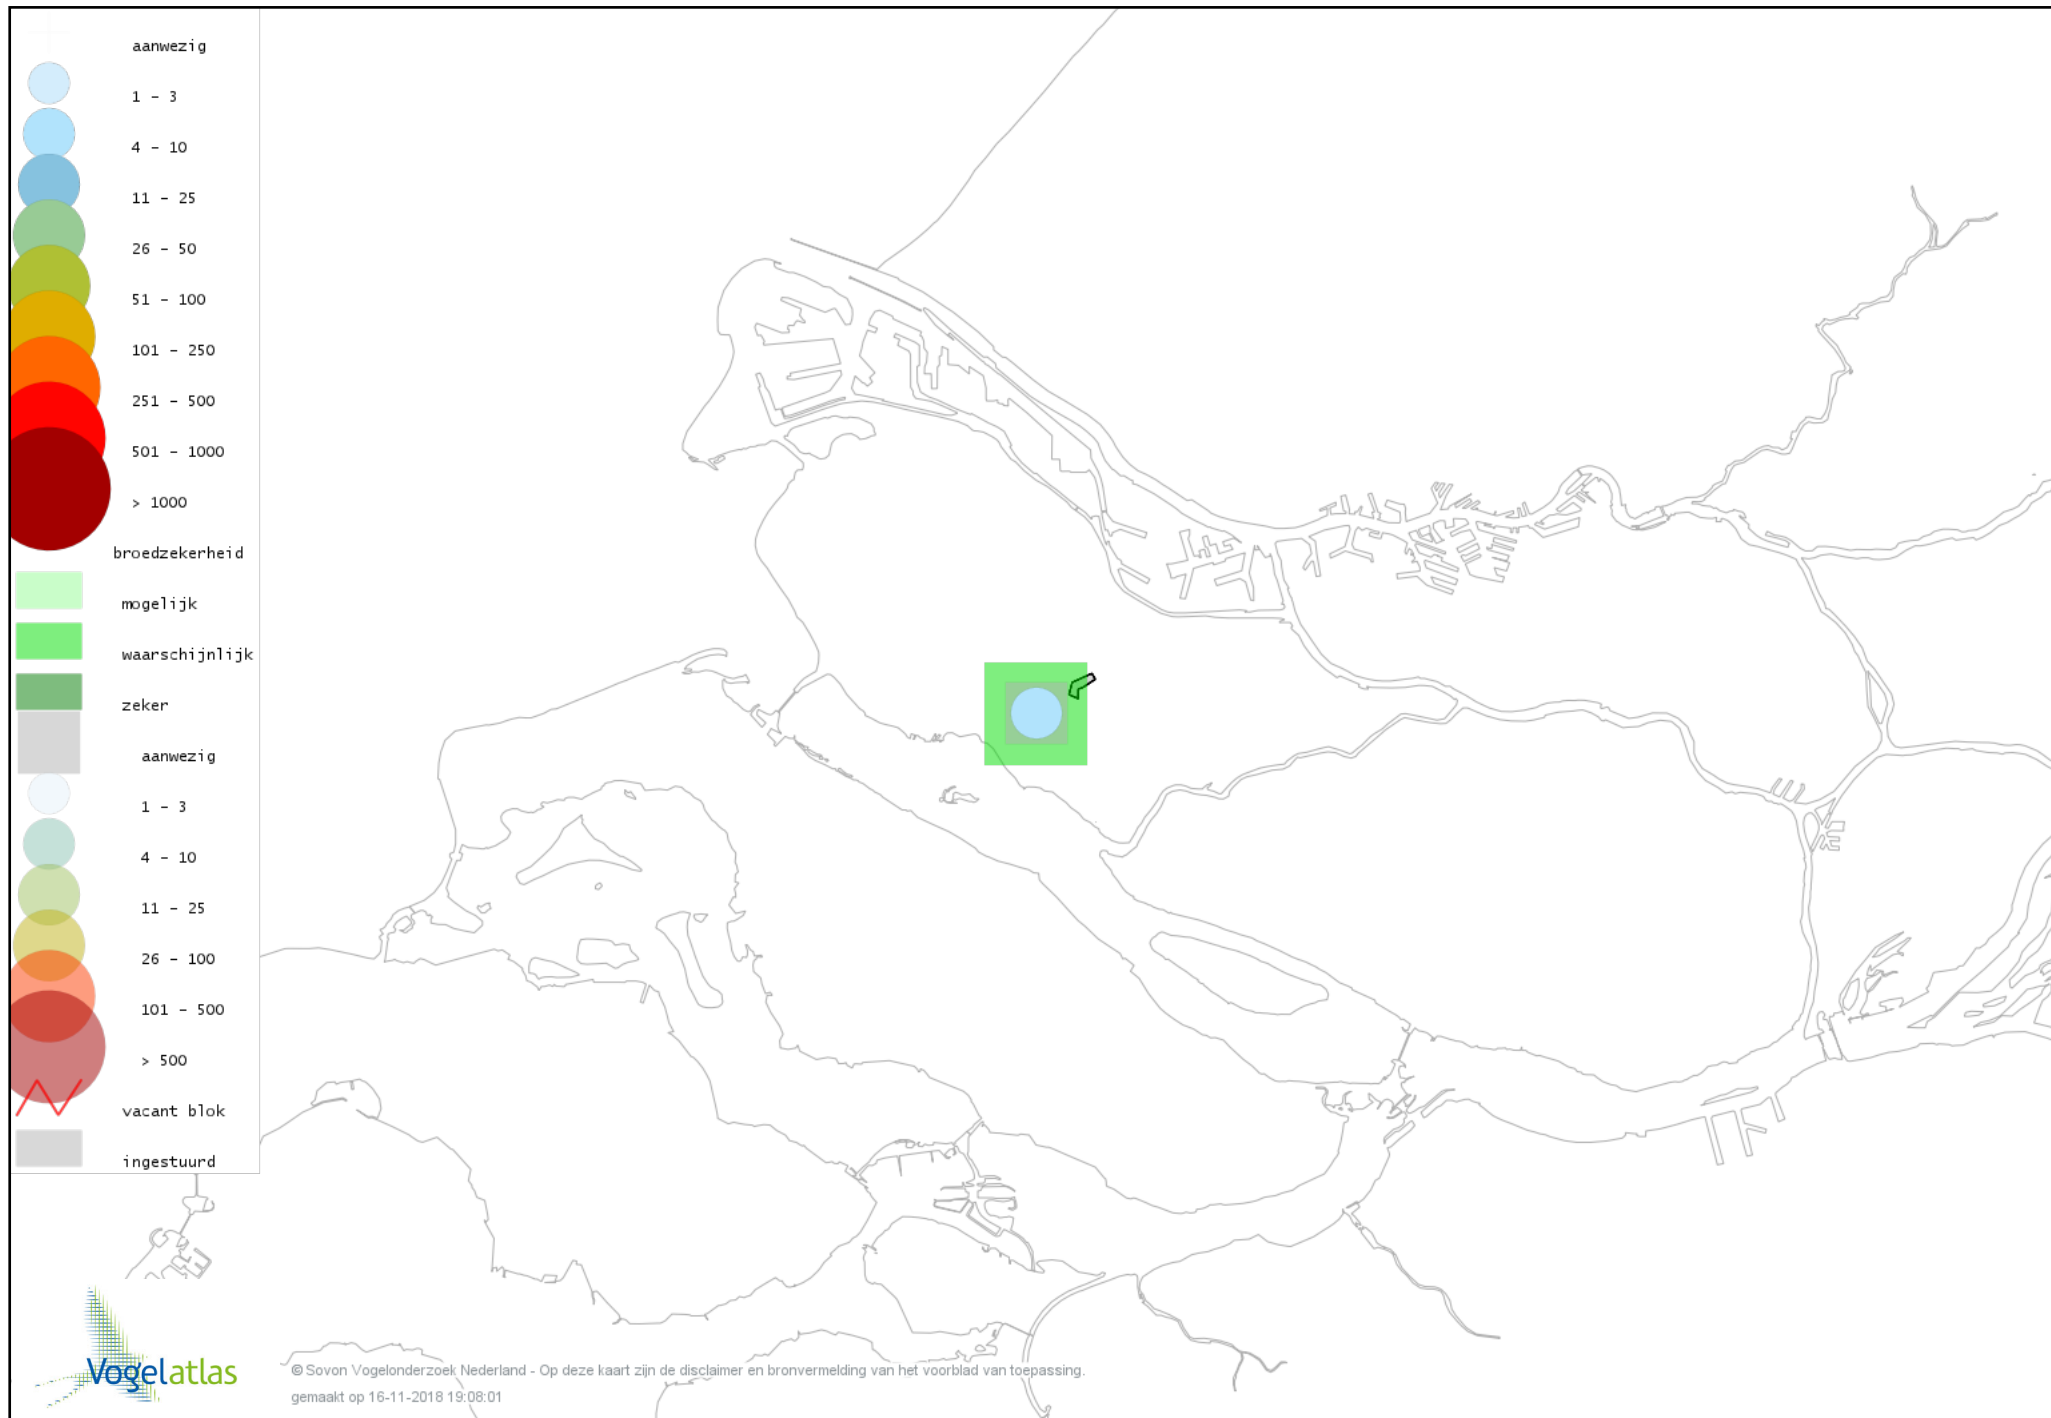 aanwezig
1 - 3
4 - 10
11 - 25
26 - 50
51 - 100
101 - 250
251 - 500
501 - 1000
> 1000
broedzekerheid
mogelijk
waarschijnlijk
zeker
aanwezig
1 - 3
4 - 10
11 - 25
26 - 100
101 - 500
> 500
vacant blok
ingestuurd
Vogelatlas
© Sovon Vogelonderzoek Nederland - Op deze kaart zijn de disclaimer en bronvermelding van het voorblad van toepassing.
gemaakt op 16-11-2018 19:08:01